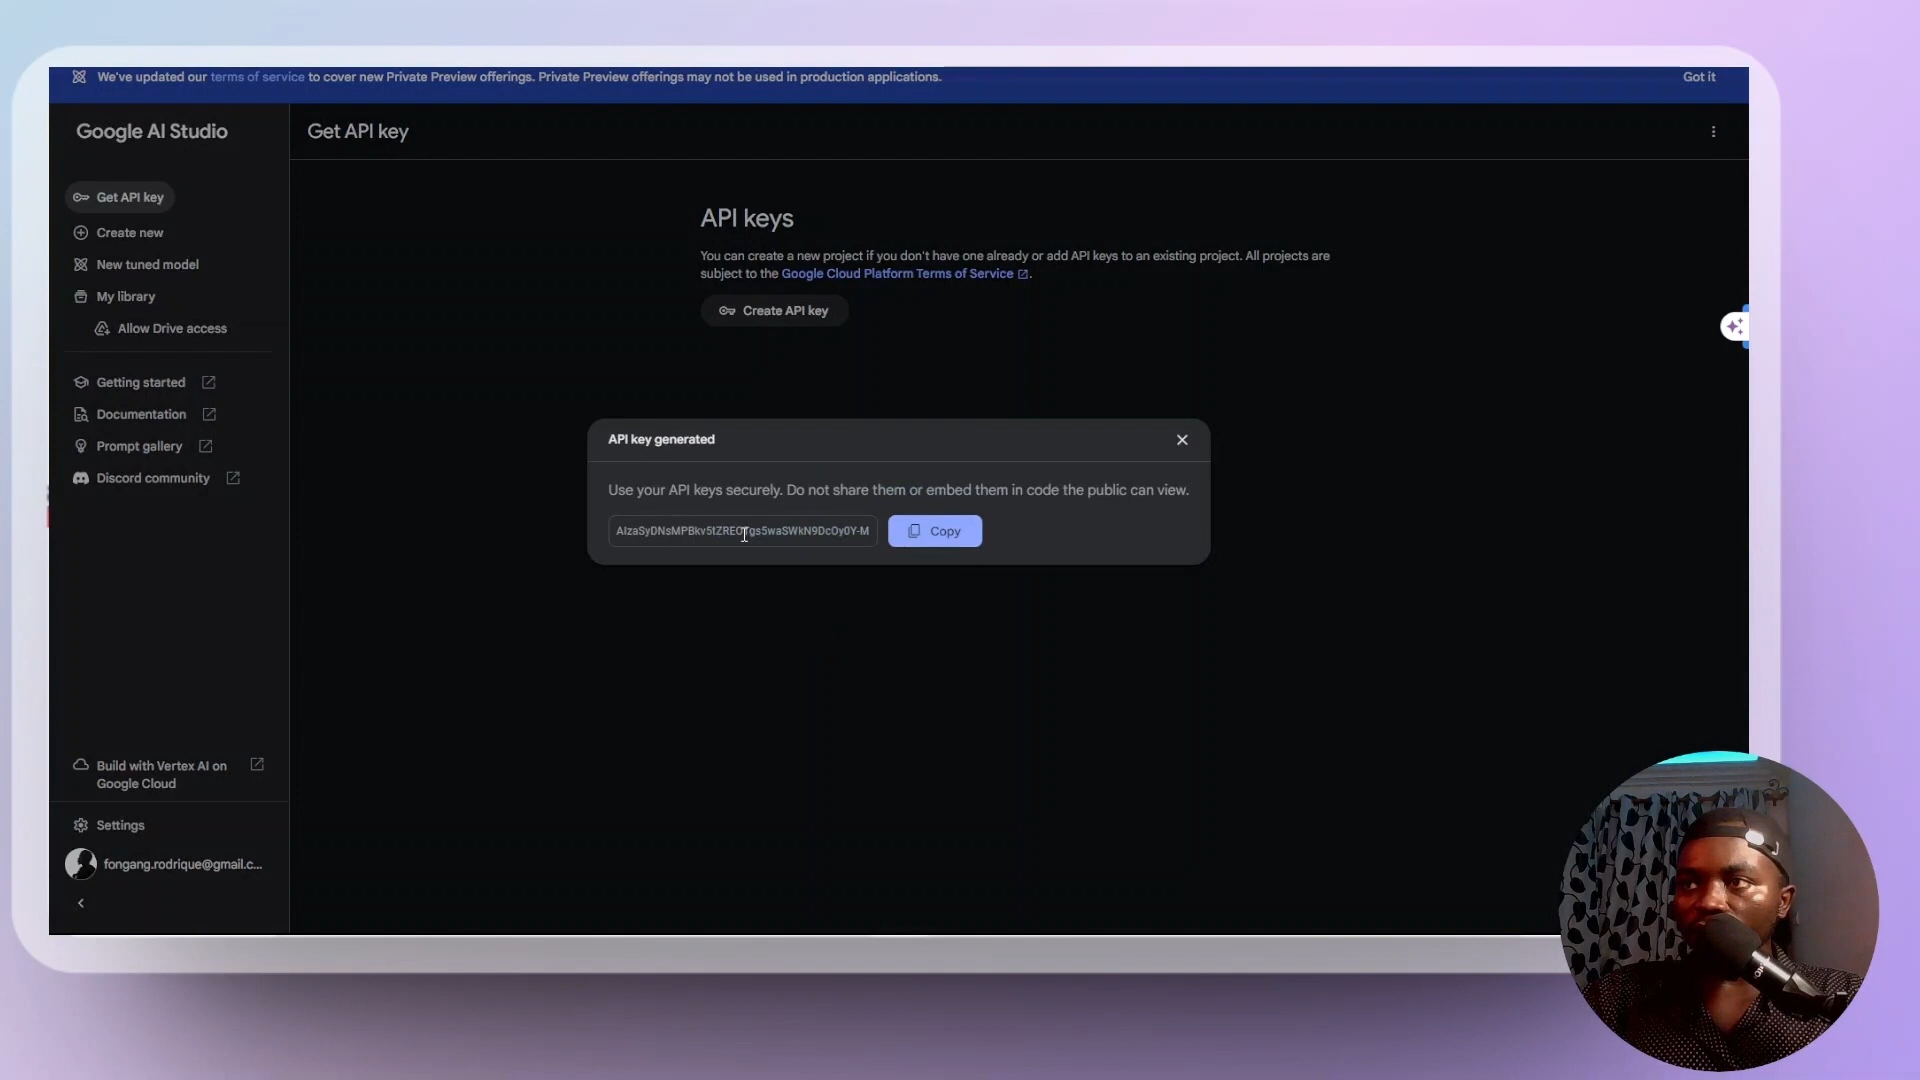 We've updated our terms of service to cover new Private Preview offerings. Private Preview offerings may not be used in production applications.
Got it
Google AI Studio
Get API key
Get API key
Create new
New tuned model
My library
Allow Drive access
Getting started
Documentation
Prompt gallery
Discord community
API keys
You can create a new project if you don't have one already or add API keys to an existing project. All projects are
subject to the Google Cloud Platform Terms of Service.
Create API key
API key generated
Use your API keys securely. Do not share them or embed them in code the public can view.
Copy
Build with Vertex AI on
Google Cloud
Settings
fongang.rodrique@gmail.c...